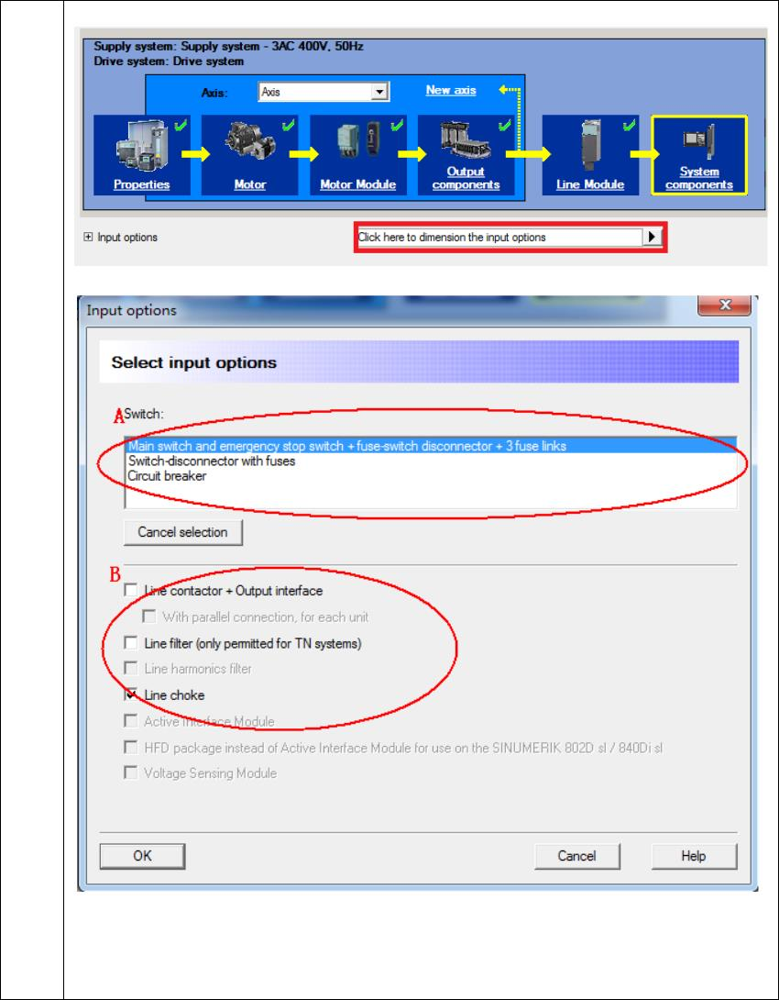 Supply system: Supply system - 3AC 400V, 50Hz
Drive system: Drive system
Axis: Axis New axis
Properties Motor Motor Module Output components Line Module System components
Input options Click here to dimension the input options
Input options
Select input options
A Switch:
Main switch and emergency stop switch + fuse-switch disconnector + 3 fuse links
Switch-disconnector with fuses
Circuit breaker
Cancel selection
B
Line contactor + Output interface
With parallel connection, for each unit
Line filter (only permitted for TN systems)
Line harmonics filter
Line choke
Active Interface Module
HFD package instead of Active Interface Module for use on the SINUMERIK 802D sl / 840Di sl
Voltage Sensing Module
OK Cancel Help